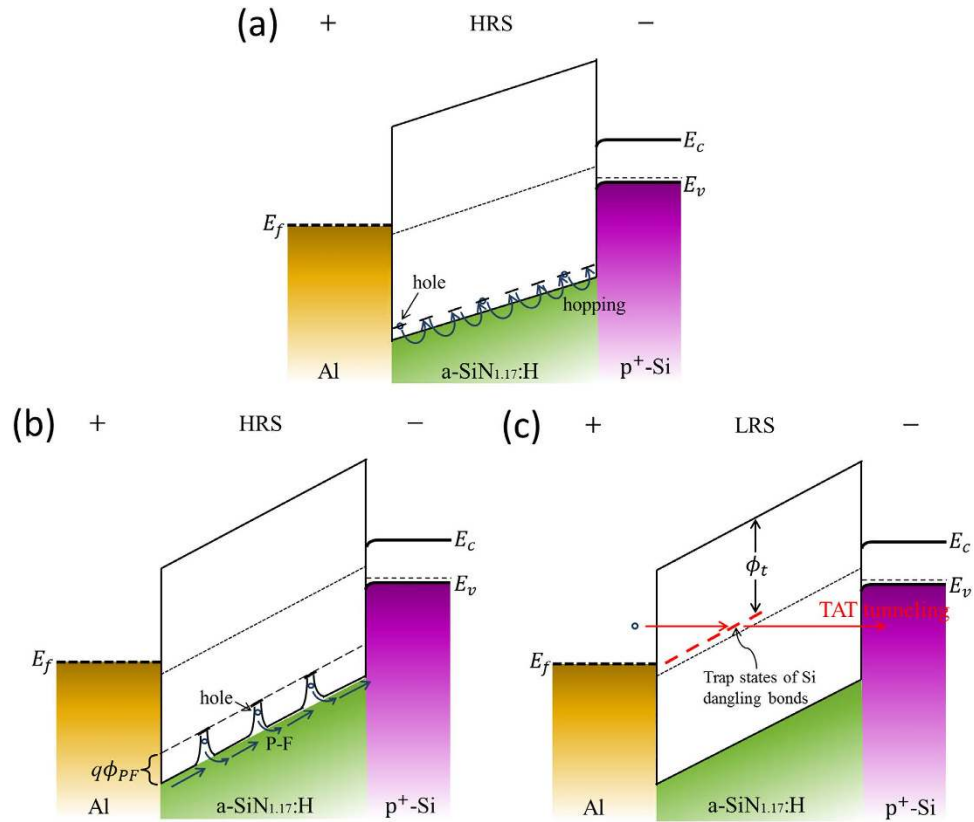 (a)
+ HRS −
E_c
E_v
E_f
hole
hopping
Al a-SiN₁.₁₇:H p⁺-Si
(b)
+ HRS −
E_c
E_v
E_f
hole
P-F
qϕ_PF
Al a-SiN₁.₁₇:H p⁺-Si
(c)
+ LRS −
E_c
ϕ_t
E_v
TAT tunneling
E_f
Trap states of Si
dangling bonds
Al a-SiN₁.₁₇:H p⁺-Si